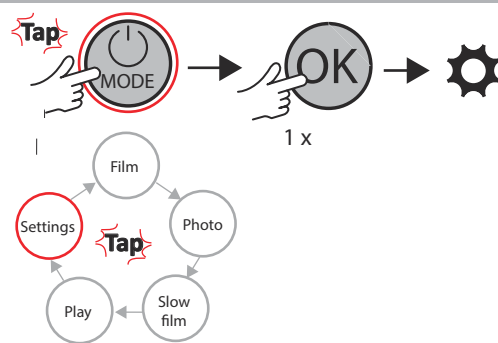 Tap
MODE
OK
1 x
Film
Settings
Photo
Tap
Play
Slow
film